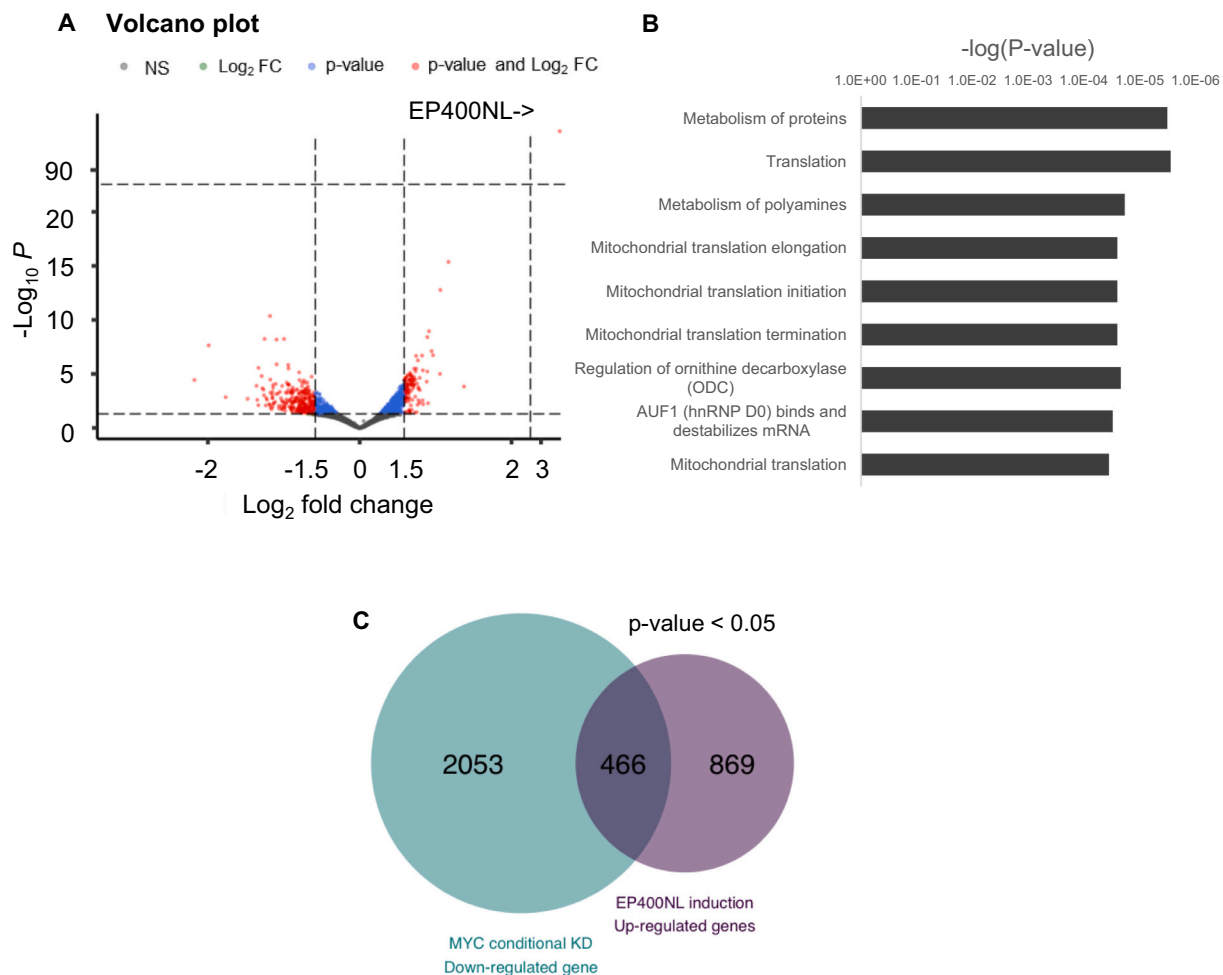 A Volcano plot
NS Log2 FC p-value p-value and Log2 FC
EP400NL->
90
20
15
10
5
0
-Log10 P
-2 -1.5 0 1.5 2 3
Log2 fold change
B
-log(P-value)
1.0E+00 1.0E-01 1.0E-02 1.0E-03 1.0E-04 1.0E-05 1.0E-06
Metabolism of proteins
Translation
Metabolism of polyamines
Mitochondrial translation elongation
Mitochondrial translation initiation
Mitochondrial translation termination
Regulation of ornithine decarboxylase
(ODC)
AUF1 (hnRNP D0) binds and
destabilizes mRNA
Mitochondrial translation
C
p-value < 0.05
2053 466 869
EP400NL induction
Up-regulated genes
MYC conditional KD
Down-regulated gene